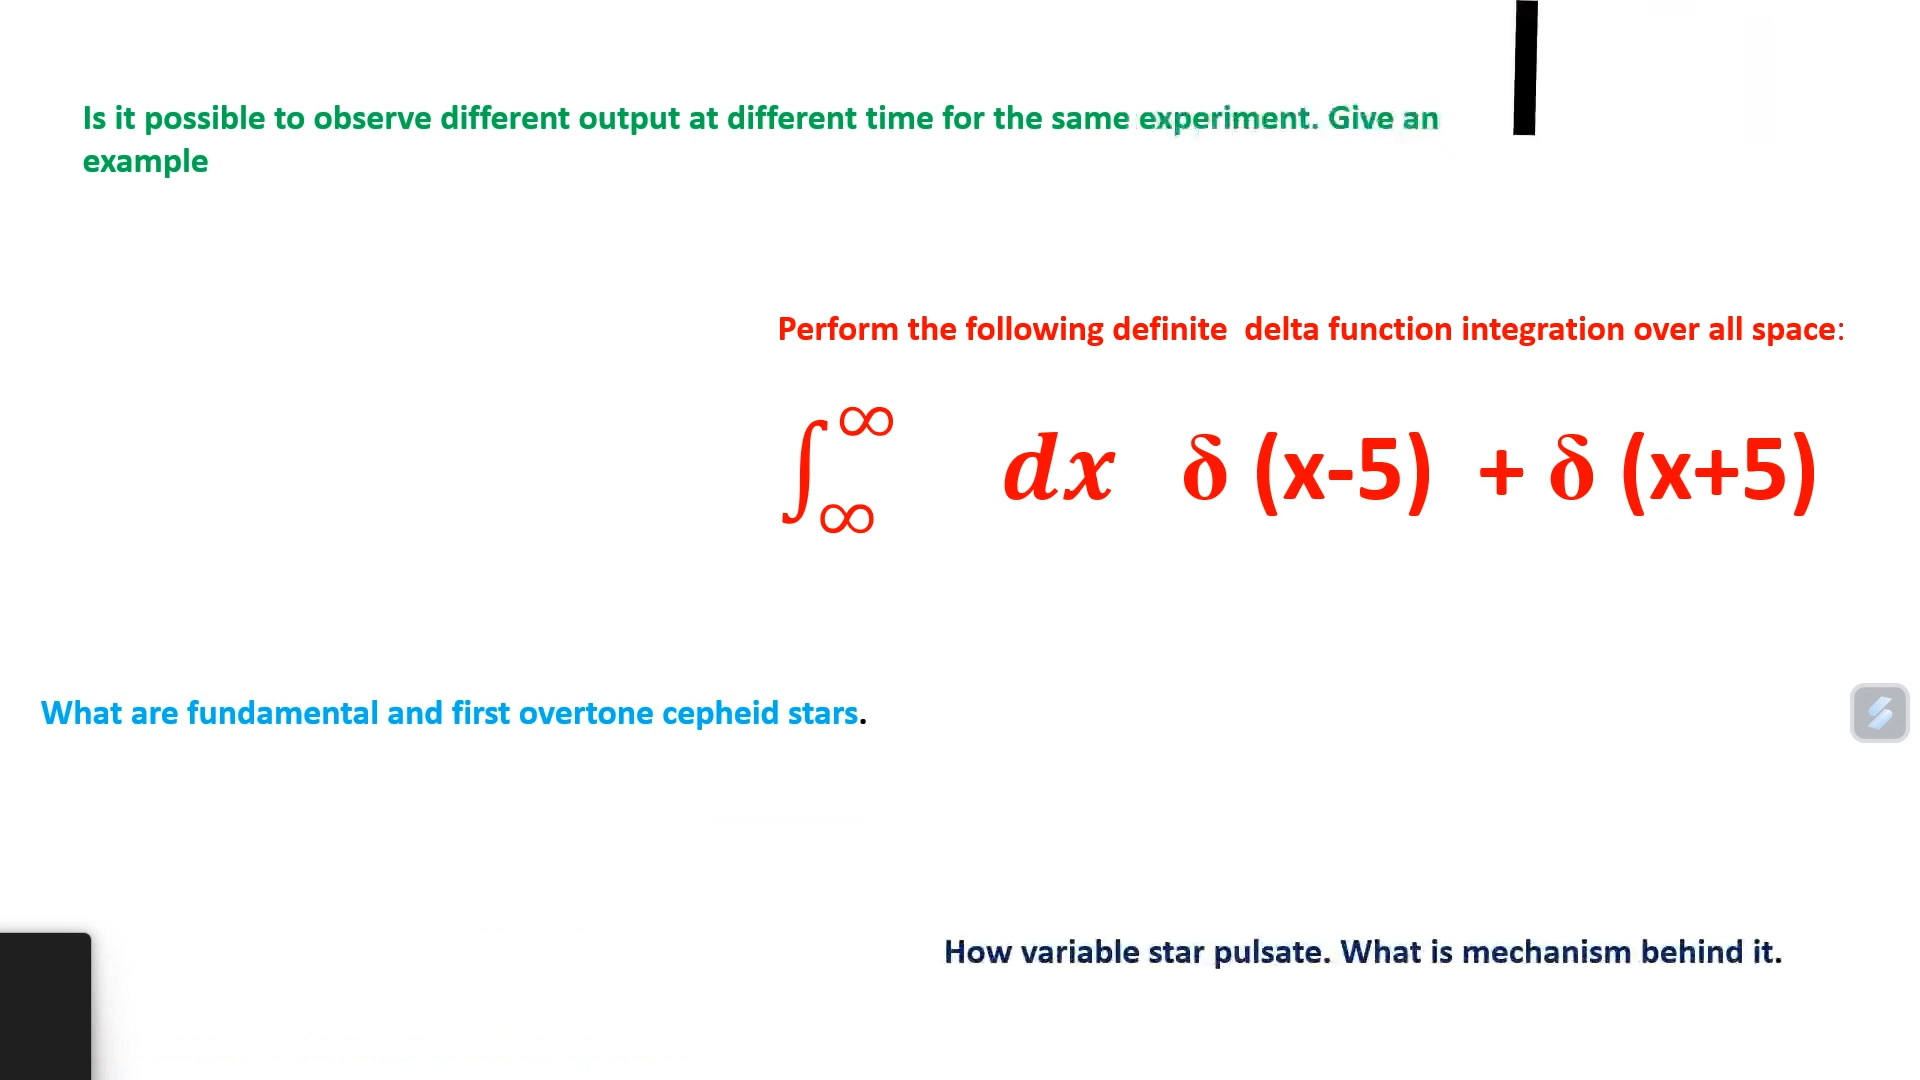 Is it possible to observe different output at different time for the same experiment. Give an
example
Perform the following definite delta function integration over all space:
∫∞∞ dx δ (x-5) + δ (x+5)
What are fundamental and first overtone cepheid stars.
How variable star pulsate. What is mechanism behind it.